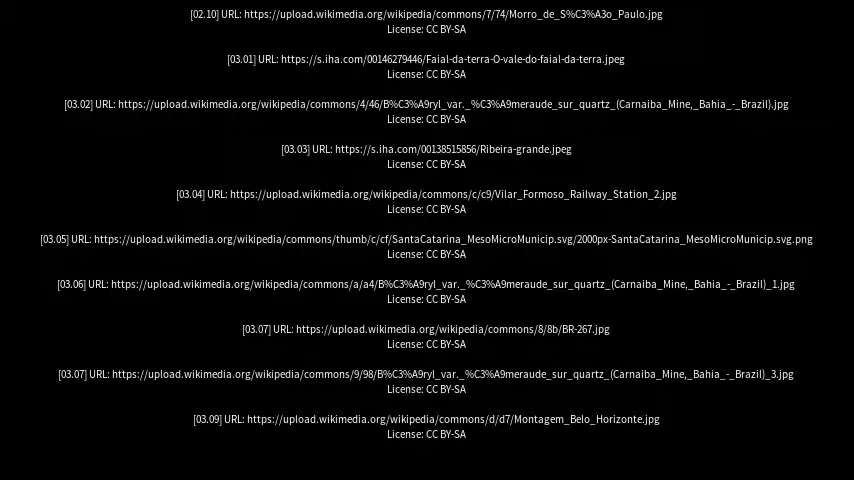 [02.10] URL: https://upload.wikimedia.org/wikipedia/commons/7/74/Morro_de_S%C3%A3o_Paulo.jpg
License: CC BY-SA
[03.01] URL: https://s.iha.com/00146279446/Faial-da-terra-O-vale-do-faial-da-terra.jpeg
License: CC BY-SA
[03.02] URL: https://upload.wikimedia.org/wikipedia/commons/4/46/B%C3%A9ryl_var._%C3%A9meraude_sur_quartz_(Carnaiba_Mine,_Bahia_-_Brazil).jpg
License: CC BY-SA
[03.03] URL: https://s.iha.com/00138515856/Ribeira-grande.jpeg
License: CC BY-SA
[03.04] URL: https://upload.wikimedia.org/wikipedia/commons/c/c9/Vilar_Formoso_Railway_Station_2.jpg
License: CC BY-SA
[03.05] URL: https://upload.wikimedia.org/wikipedia/commons/thumb/c/cf/SantaCatarina_MesoMicroMunicip.svg/2000px-SantaCatarina_MesoMicroMunicip.svg.png
License: CC BY-SA
[03.06] URL: https://upload.wikimedia.org/wikipedia/commons/a/a4/B%C3%A9ryl_var._%C3%A9meraude_sur_quartz_(Carnaiba_Mine,_Bahia_-_Brazil)_1.jpg
License: CC BY-SA
[03.07] URL: https://upload.wikimedia.org/wikipedia/commons/8/8b/BR-267.jpg
License: CC BY-SA
[03.07] URL: https://upload.wikimedia.org/wikipedia/commons/9/98/B%C3%A9ryl_var._%C3%A9meraude_sur_quartz_(Carnaiba_Mine,_Bahia_-_Brazil)_3.jpg
License: CC BY-SA
[03.09] URL: https://upload.wikimedia.org/wikipedia/commons/d/d7/Montagem_Belo_Horizonte.jpg
License: CC BY-SA